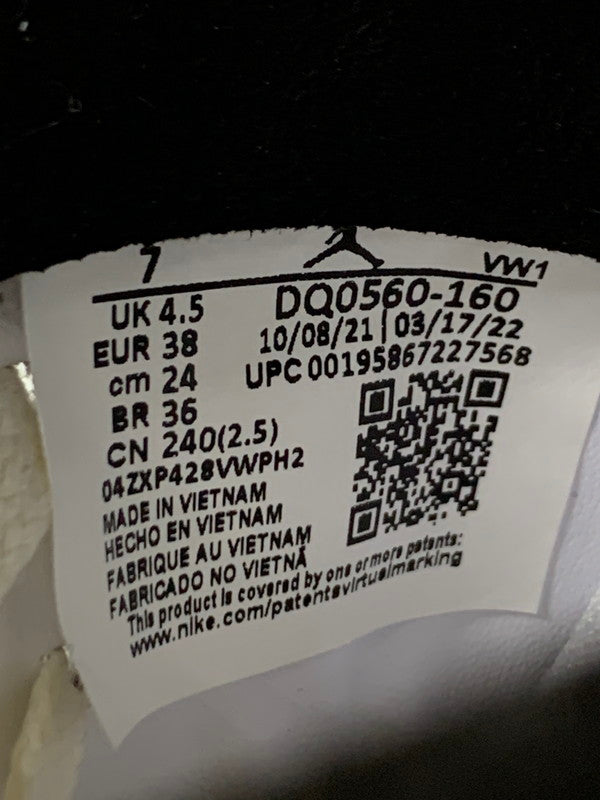 7
VW1
UK 4.5
EUR 38
cm 24
BR 36
CN 240(2.5)
DQ0560-160
10/08/21 | 03/17/22
UPC 00195867227568
04ZXP428VWPH2
MADE IN VIETNAM
HECHO EN VIETNAM
FABRIQUE AU VIETNAM
FABRICADO NO VIETNÃ
This product is covered by one or more patents:
www.nike.com/patentsvirtualmarking